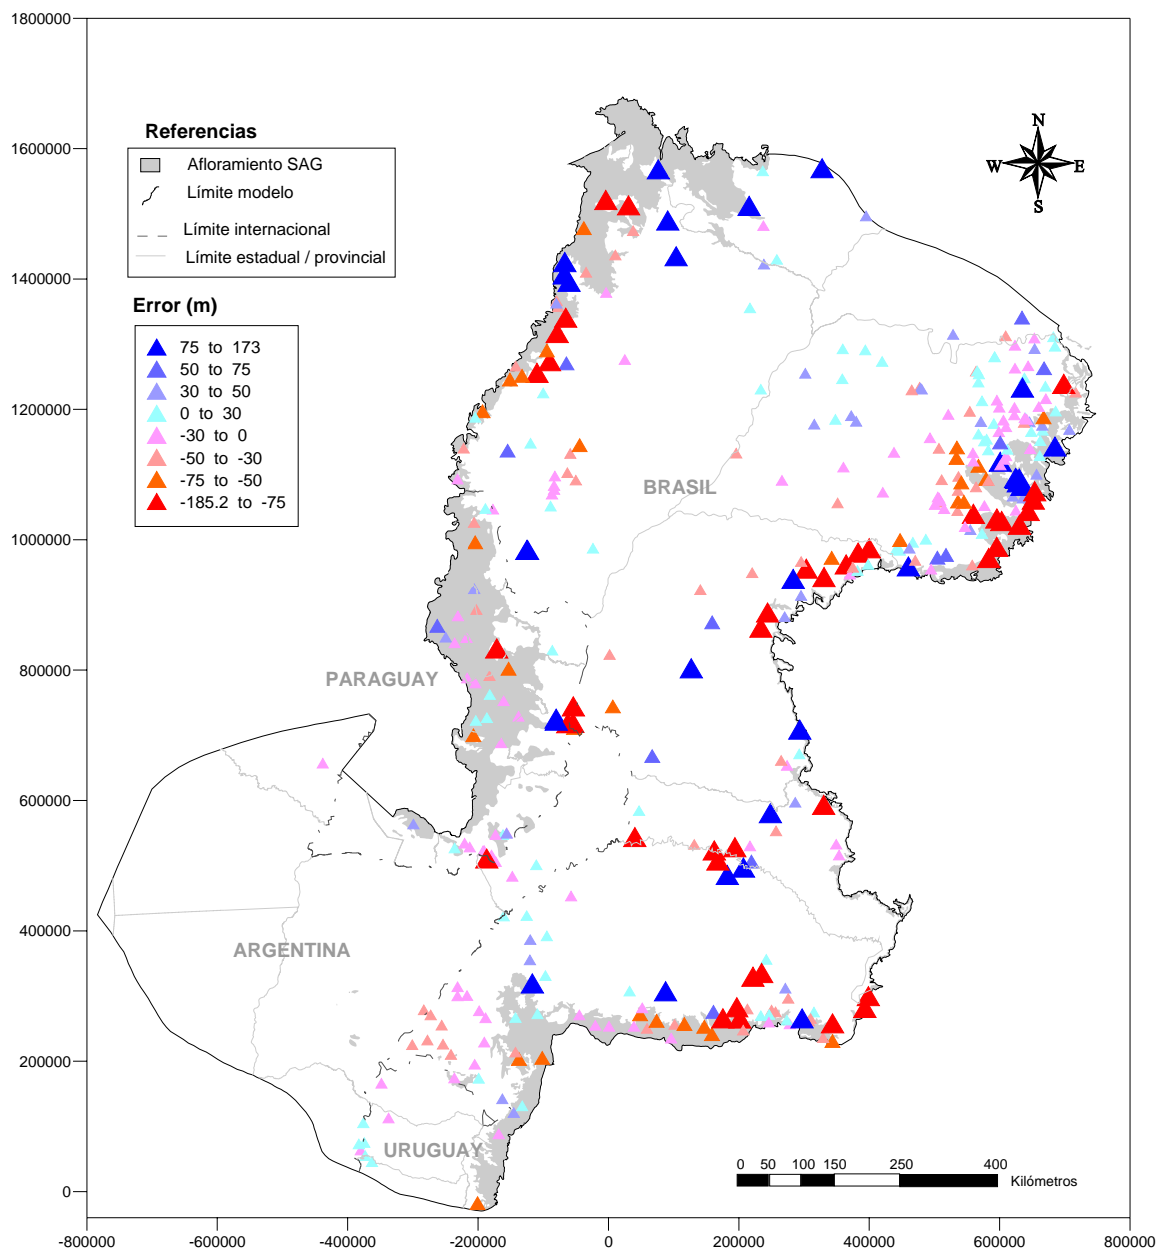 1800000
1600000
1400000
1200000
1000000
800000
600000
400000
200000
0
Referencias
Afloramiento SAG
Límite modelo
Límite internacional
Límite estadual / provincial
Error (m)
75 to 173
50 to 75
30 to 50
0 to 30
-30 to 0
-50 to -30
-75 to -50
-185.2 to -75
N
W E
S
BRASIL
PARAGUAY
ARGENTINA
URUGUAY
0 50 100 150 250 400
Kilómetros
-800000 -600000 -400000 -200000 0 200000 400000 600000 800000